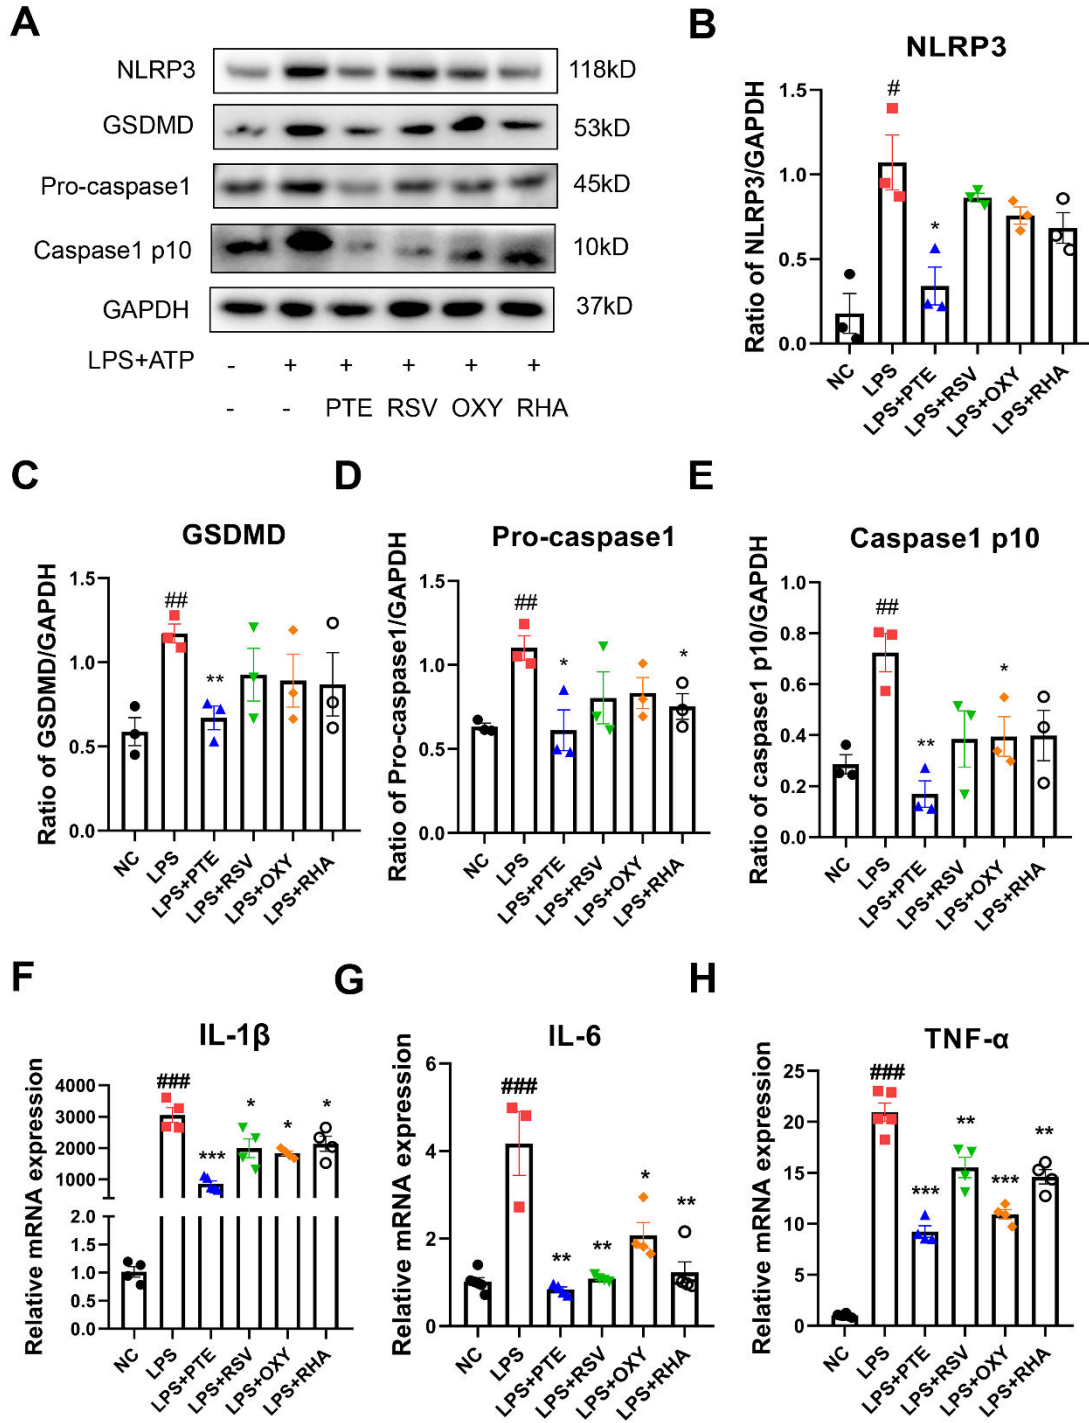 A
NLRP3 118kD
GSDMD 53kD
Pro-caspase1 45kD
Caspase1 p10 10kD
GAPDH 37kD
LPS+ATP - + + + + +
- - PTE RSV OXY RHA
B
NLRP3
Ratio of NLRP3/GAPDH
1.5
1.0
0.5
0.0
#
*
NC LPS LPS+PTE LPS+RSV LPS+OXY LPS+RHA
C
GSDMD
Ratio of GSDMD/GAPDH
1.5
1.0
0.5
0.0
##
**
NC LPS LPS+PTE LPS+RSV LPS+OXY LPS+RHA
D
Pro-caspase1
Ratio of Pro-caspase1/GAPDH
1.5
1.0
0.5
0.0
##
* *
NC LPS LPS+PTE LPS+RSV LPS+OXY LPS+RHA
E
Caspase1 p10
Ratio of caspase1 p10/GAPDH
1.0
0.8
0.6
0.4
0.2
0.0
##
** *
NC LPS LPS+PTE LPS+RSV LPS+OXY LPS+RHA
F
IL-1β
Relative mRNA expression
4000
3000
2000
1000
2.0
1.5
1.0
0.5
0.0
###
*** * * *
NC LPS LPS+PTE LPS+RSV LPS+OXY LPS+RHA
G
IL-6
Relative mRNA expression
6
4
2
0
###
** ** * **
NC LPS LPS+PTE LPS+RSV LPS+OXY LPS+RHA
H
TNF-α
Relative mRNA expression
25
20
15
10
5
0
###
*** ** *** **
NC LPS LPS+PTE LPS+RSV LPS+OXY LPS+RHA